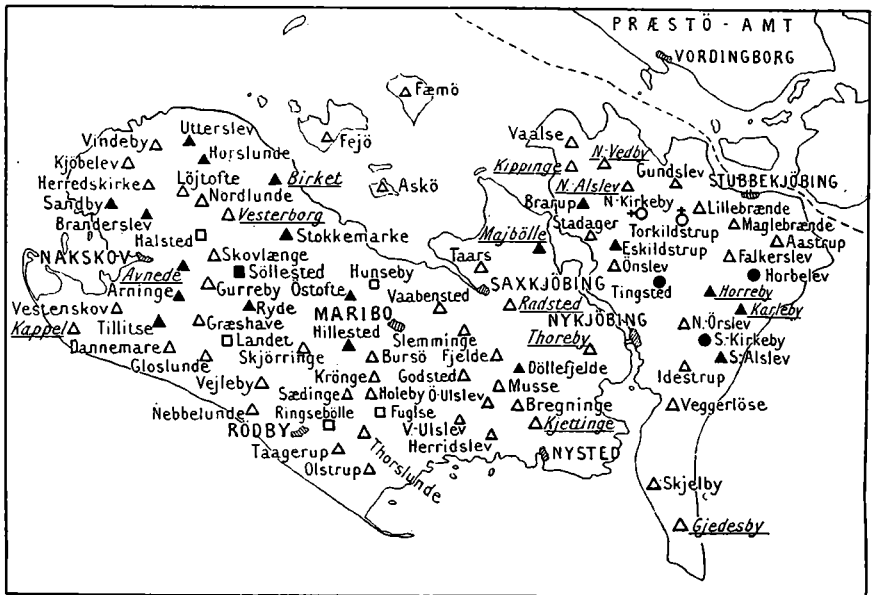 PRÆSTÖ-AMT
VORDINGBORG
Fæmö
Fejö
Askö
Utterslev
Vindeby
Horslunde
Kjöbelev
Birket
Herredskirke
Löjtofte
Nordlunde
Sandby
Branderslev
Vesterborg
Halsted
Stokkemarke
NAKSKOV
Skovlænge
Avnede
Söllested
Hunseby
Arninge
Gurreby
Östofte
Vaabensted
Vestenskov
Ryde
MARIBO
Kappel
Tillitse
Græshave
Hillested
Slemminge
Dannemare
Landet
Skjörringe
Bursö
Fjelde
Gloslunde
Krönge
Godsted
Vejleby
Sædinge
Holeby
Ö-Ulslev
Musse
Nebbelunde
Ringsebölle
Fuglse
Bregninge
RÖDBY
V-Ulslev
Kjettinge
Taagerup
Herridslev
Olstrup
Thorslunde
NYSTED
Vaalse
Kippinge
N-Vedby
Gundslev
N-Alslev
STUBBEKJÖBING
Brarup
N-Kirkeby
Lillebrænde
Stadager
Torkildstrup
Maglebrænde
Majbölle
Eskildstrup
Aastrup
Taars
Önslev
Falkerslev
SAXKJÖBING
Tingsted
Horbelev
Radsted
Horreby
NYKJÖBING
Karleby
Thoreby
N.Örslev
S-Kirkeby
Döllefjelde
S-Alslev
Idestrup
Veggerlöse
Skjelby
Gjedesby